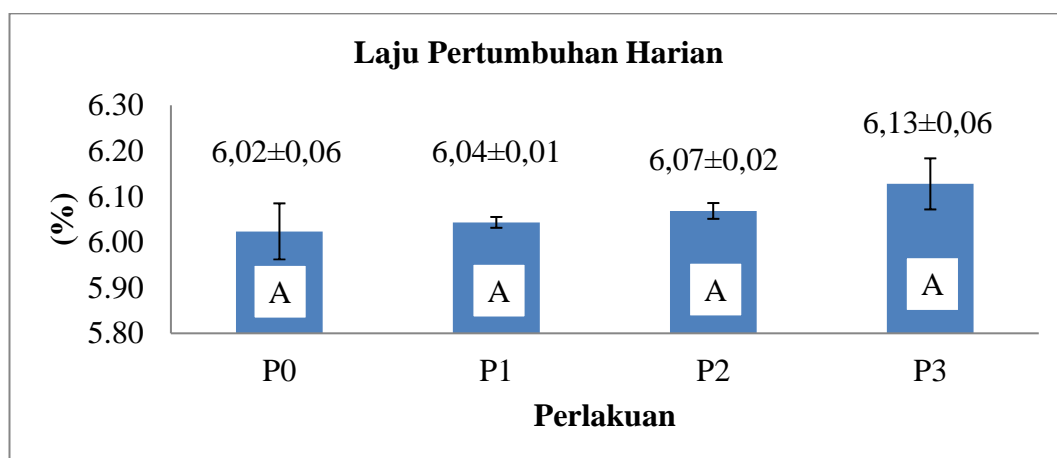 Laju Pertumbuhan Harian
6.30
6.20
6.10
6.00
5.90
5.80
(%)
6,02±0,06
6,04±0,01
6,07±0,02
6,13±0,06
A
A
A
A
P0
P1
P2
P3
Perlakuan